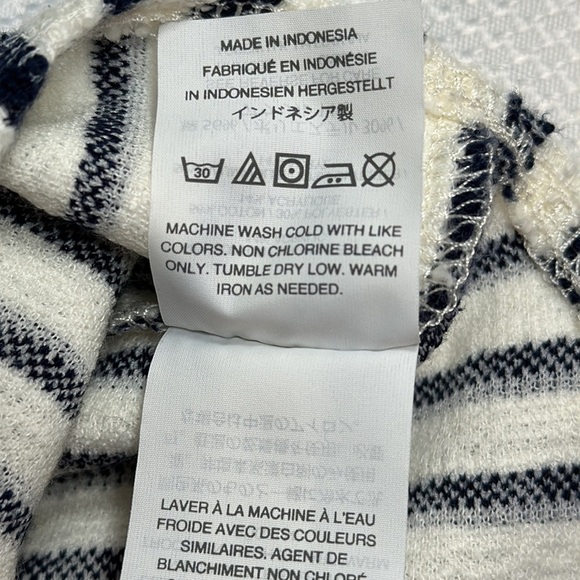 MADE IN INDONESIA
FABRIQUÉ EN INDONÉSIE
IN INDONESIEN HERGESTELLT
インドネシア製
30
MACHINE WASH COLD WITH LIKE
COLORS. NON CHLORINE BLEACH
ONLY. TUMBLE DRY LOW. WARM
IRON AS NEEDED.
LAVER À LA MACHINE À L'EAU
FROIDE AVEC DES COULEURS
SIMILAIRES. AGENT DE
BLANCHIMENT NON CHLORÉ